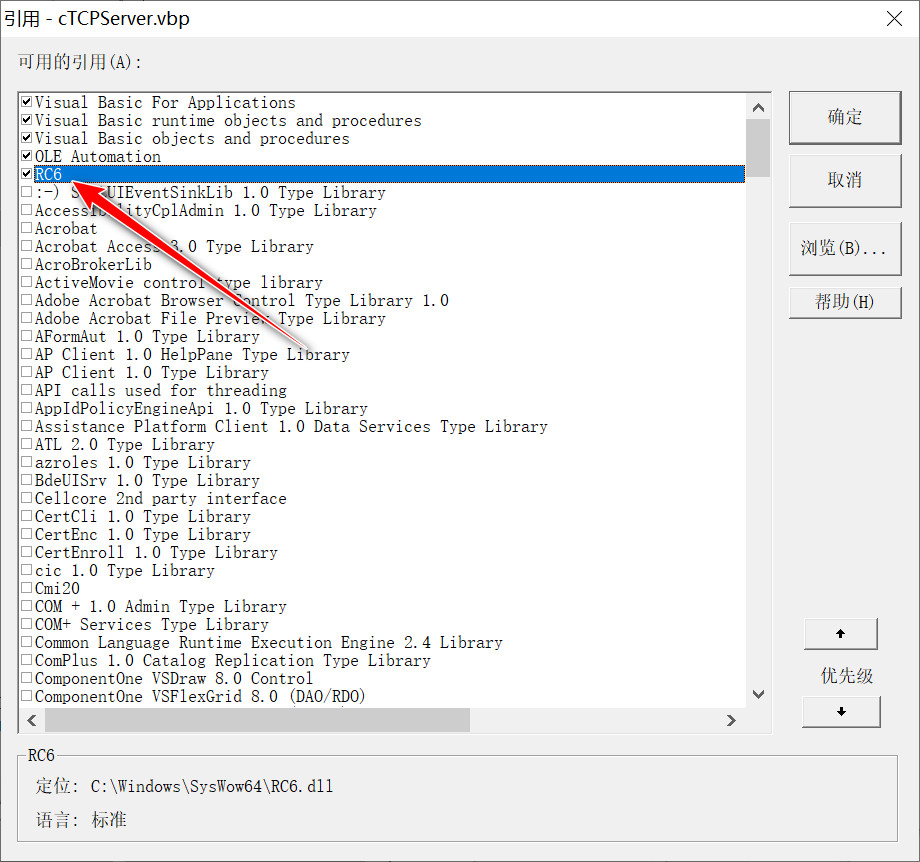 引用 - cTCPServer.vbp
可用的引用(A):
Visual Basic For Applications
Visual Basic runtime objects and procedures
Visual Basic objects and procedures
OLE Automation
RC6
:-) UIEventSinkLib 1.0 Type Library
AccessibilityCplAdmin 1.0 Type Library
Acrobat
Acrobat Access 3.0 Type Library
AcroBrokerLib
ActiveMovie control type library
Adobe Acrobat Browser Control Type Library 1.0
Adobe Acrobat File Preview Type Library
AFormAut 1.0 Type Library
AP Client 1.0 HelpPane Type Library
AP Client 1.0 Type Library
API calls used for threading
AppIdPolicyEngineApi 1.0 Type Library
Assistance Platform Client 1.0 Data Services Type Library
ATL 2.0 Type Library
azroles 1.0 Type Library
BdeUISrv 1.0 Type Library
Cellcore 2nd party interface
CertCli 1.0 Type Library
CertEnc 1.0 Type Library
CertEnroll 1.0 Type Library
cic 1.0 Type Library
Cmi20
COM + 1.0 Admin Type Library
COM+ Services Type Library
Common Language Runtime Execution Engine 2.4 Library
ComPlus 1.0 Catalog Replication Type Library
ComponentOne VSDraw 8.0 Control
ComponentOne VSFlexGrid 8.0 (DAO/RDO)
确定
取消
浏览(B)...
帮助(H)
优先级
RC6
定位: C:\Windows\SysWow64\RC6.dll
语言: 标准